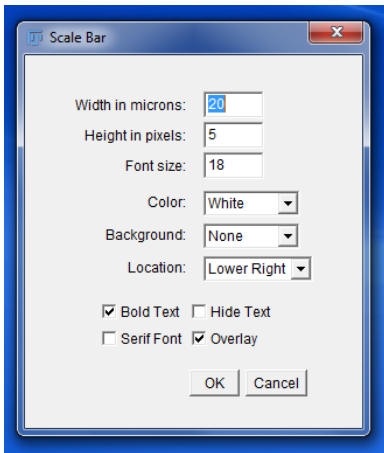 Scale Bar
Width in microns: 20
Height in pixels: 5
Font size: 18
Color: White
Background: None
Location: Lower Right
Bold Text Hide Text
Serif Font Overlay
OK Cancel